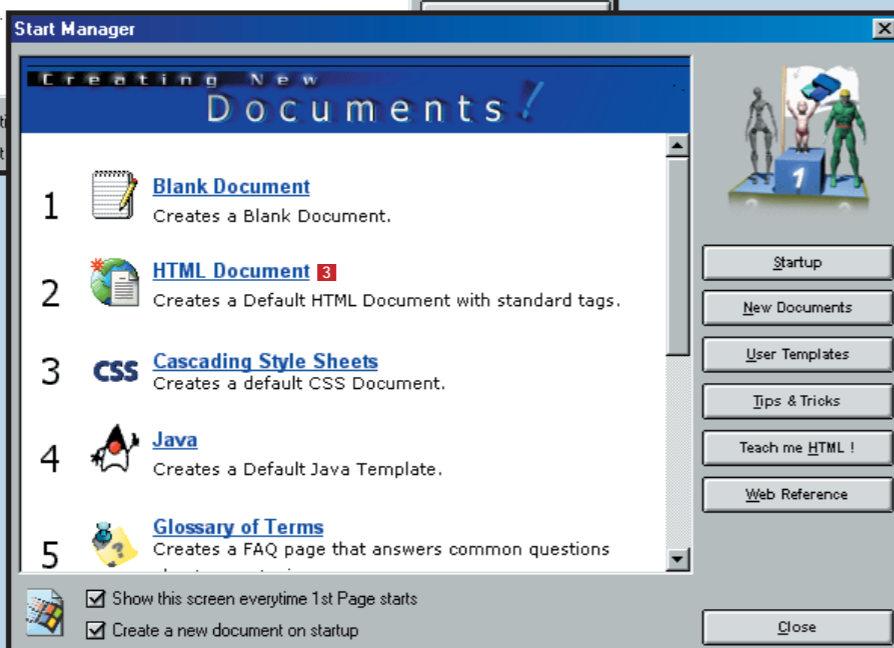 Start Manager
Creating New
Documents!
1
Blank Document
Creates a Blank Document.
2
HTML Document 3
Creates a Default HTML Document with standard tags.
3
CSS
Cascading Style Sheets
Creates a default CSS Document.
4
Java
Creates a Default Java Template.
5
Glossary of Terms
Creates a FAQ page that answers common questions
Show this screen everytime 1st Page starts
Create a new document on startup
1
Startup
New Documents
User Templates
Tips & Tricks
Teach me HTML !
Web Reference
Close